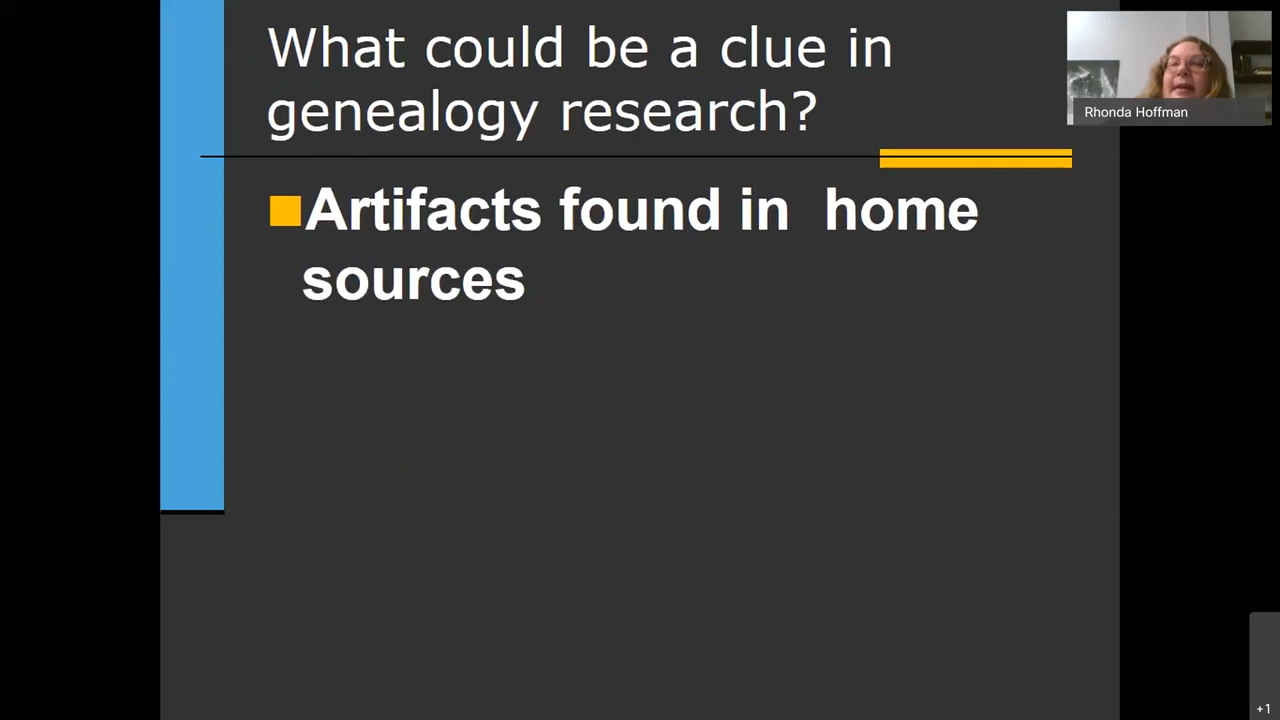 What could be a clue in
genealogy research?
Rhonda Hoffman
Artifacts found in home
sources
+1